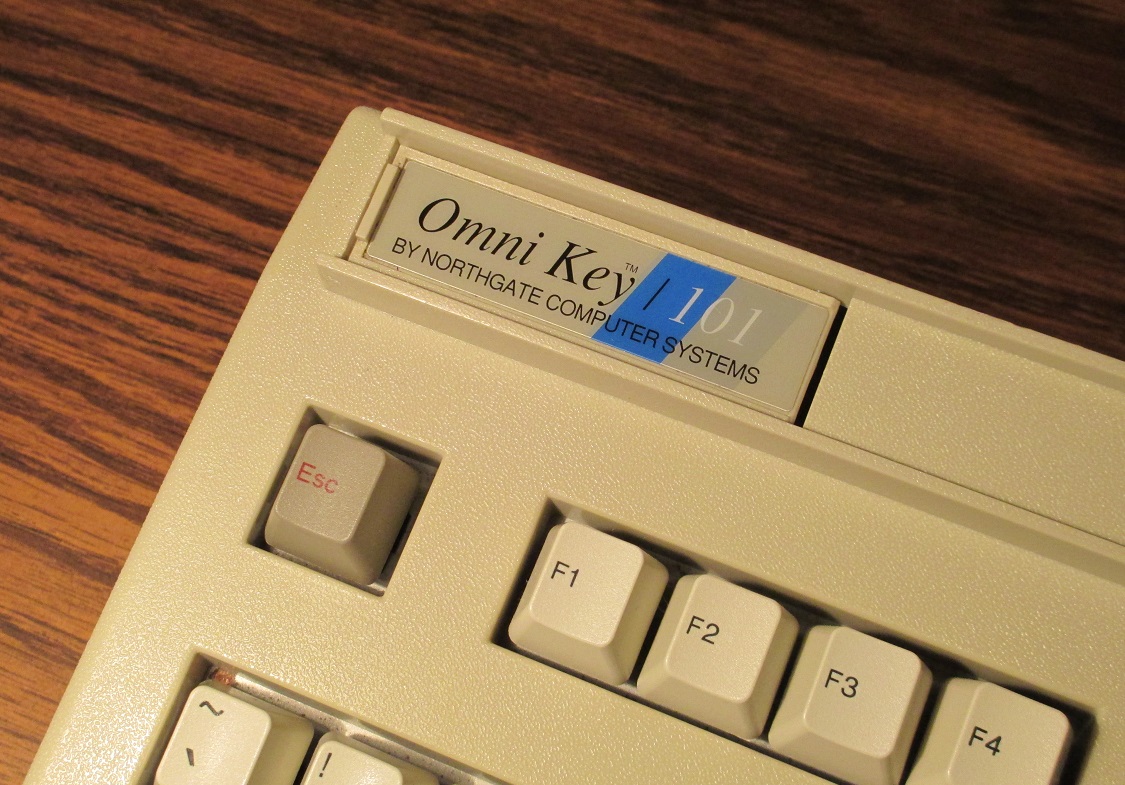 Omni Key™ / 101
BY NORTHGATE COMPUTER SYSTEMS
Esc
F1
F2
F3
F4
~
`
!